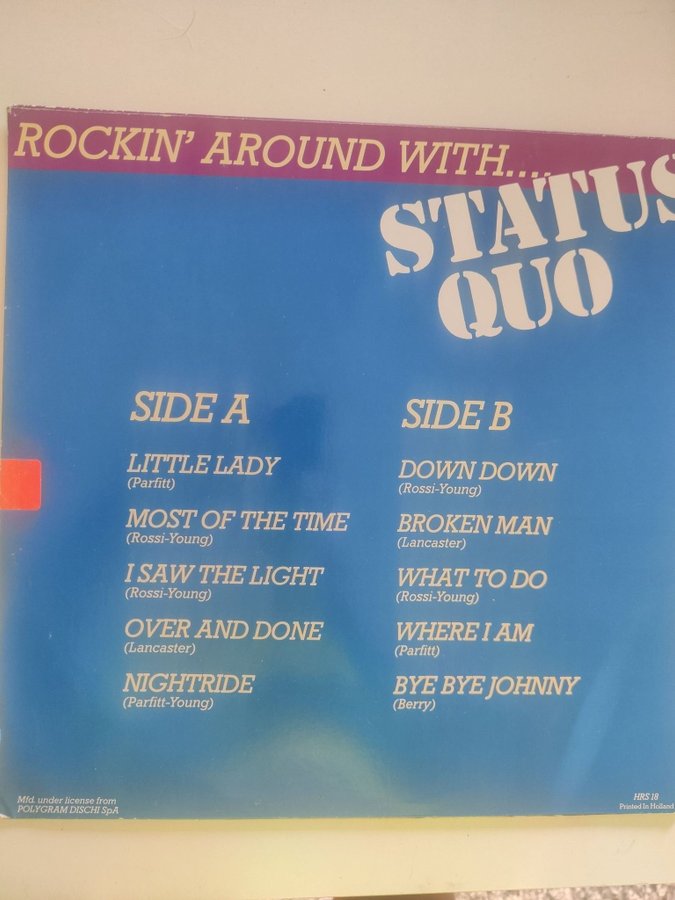 ROCKIN' AROUND WITH....
STATUS
QUO
SIDE A
LITTLE LADY
(Parfitt)
MOST OF THE TIME
(Rossi-Young)
I SAW THE LIGHT
(Rossi-Young)
OVER AND DONE
(Lancaster)
NIGHTRIDE
(Parfitt-Young)
SIDE B
DOWN DOWN
(Rossi-Young)
BROKEN MAN
(Lancaster)
WHAT TO DO
(Rossi-Young)
WHERE I AM
(Parfitt)
BYE BYE JOHNNY
(Berry)
Mfd. under license from
POLYGRAM DISCHI SpA
HRS 18
Printed In Holland